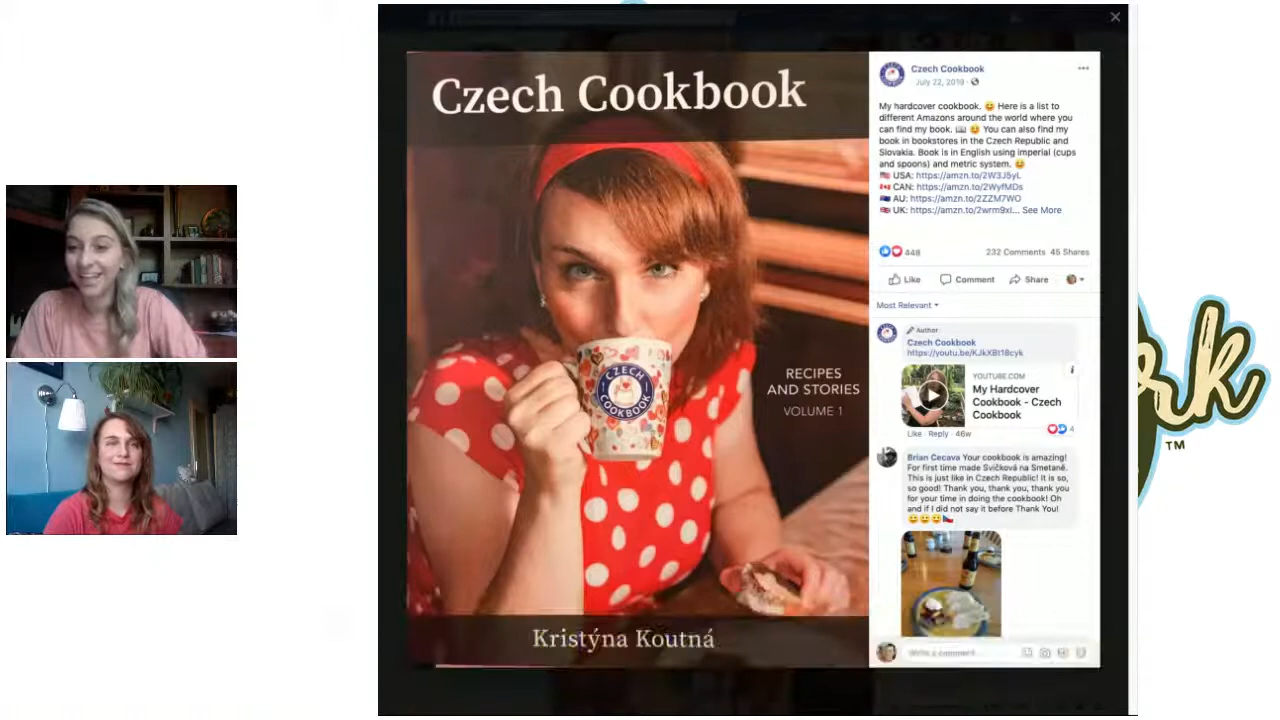 Czech Cookbook
RECIPES
AND STORIES
VOLUME 1
CZECH
COOKBOOK
Kristýna Koutná
Czech Cookbook
July 22, 2019
My hardcover cookbook. 😄 Here is a list to
different Amazons around the world where you
can find my book. 📖 😄 You can also find my
book in bookstores in the Czech Republic and
Slovakia. Book is in English using imperial (cups
and spoons) and metric system. 😄
🇺🇸 USA: https://amzn.to/2W3J5yL
🇨🇦 CAN: https://amzn.to/2WyfMDs
🇦🇺 AU: https://amzn.to/2ZZM7WO
🇬🇧 UK: https://amzn.to/2wrm9xI... See More
448
232 Comments 45 Shares
Like Comment Share
Most Relevant
Author
Czech Cookbook
https://youtu.be/KJkXBt18cyk
YOUTUBE.COM
My Hardcover
Cookbook - Czech
Cookbook
4
Like · Reply · 46w
Brian Cecava Your cookbook is amazing!
For first time made Svíčková na Smetaně.
This is just like in Czech Republic! It is so,
so good! Thank you, thank you, thank you
for your time in doing the cookbook! Oh
and if I did not say it before Thank You!
😀😀😀🇨🇿
Write a comment...
rk
TM